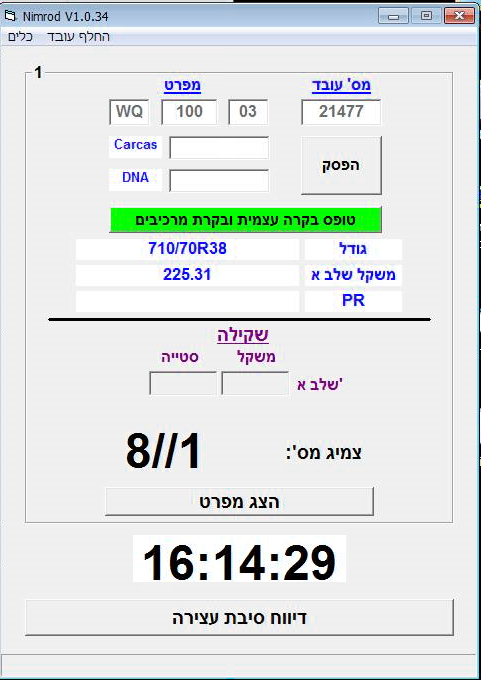 Nimrod V1.0.34
החלף עובד כלים
1
מס' עובד מפרט
WQ 100 03 21477
Carcas
הפסק
DNA
טופס בקרה עצמית ובקרת מרכיבים
גודל 710/70R38
משקל שלב א 225.31
PR
שקילה
משקל סטייה
שלב א'
צמיג מס': 8//1
הצג מפרט
16:14:29
דיווח סיבת עצירה